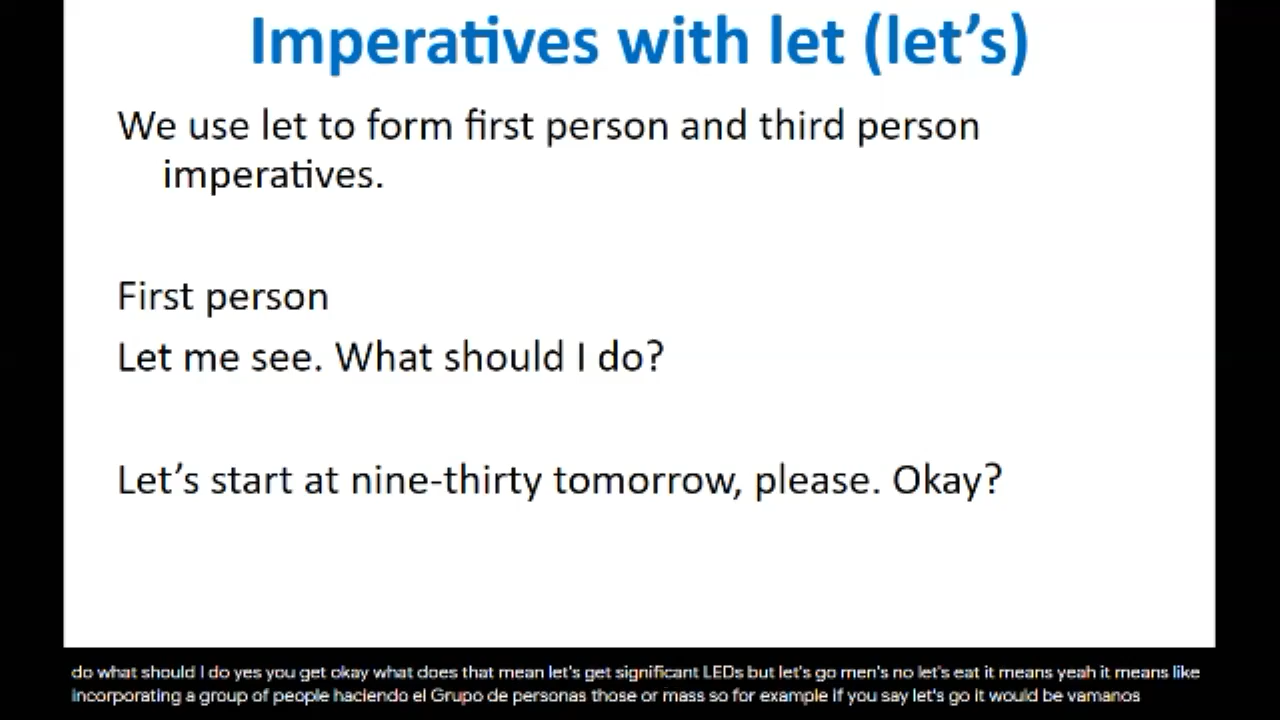 Imperatives with let (let’s)
We use let to form first person and third person
imperatives.
First person
Let me see. What should I do?
Let’s start at nine-thirty tomorrow, please. Okay?
do what should I do yes you get okay what does that mean let's get significant LEDs but let's go men's no let's eat it means yeah it means like
incorporating a group of people haciendo el Grupo de personas those or mass so for example if you say let's go it would be vamanos